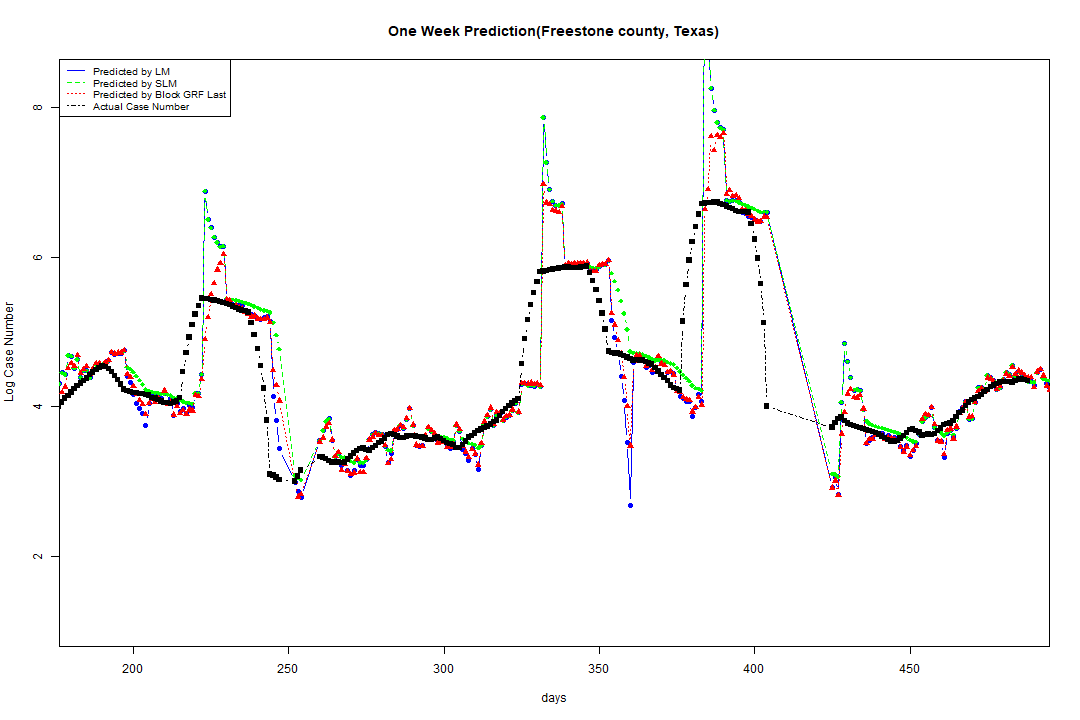 One Week Prediction(Freestone county, Texas)
Predicted by LM
Predicted by SLM
Predicted by Block GRF Last
Actual Case Number
8
6
4
2
Log Case Number
200
250
300
350
400
450
days